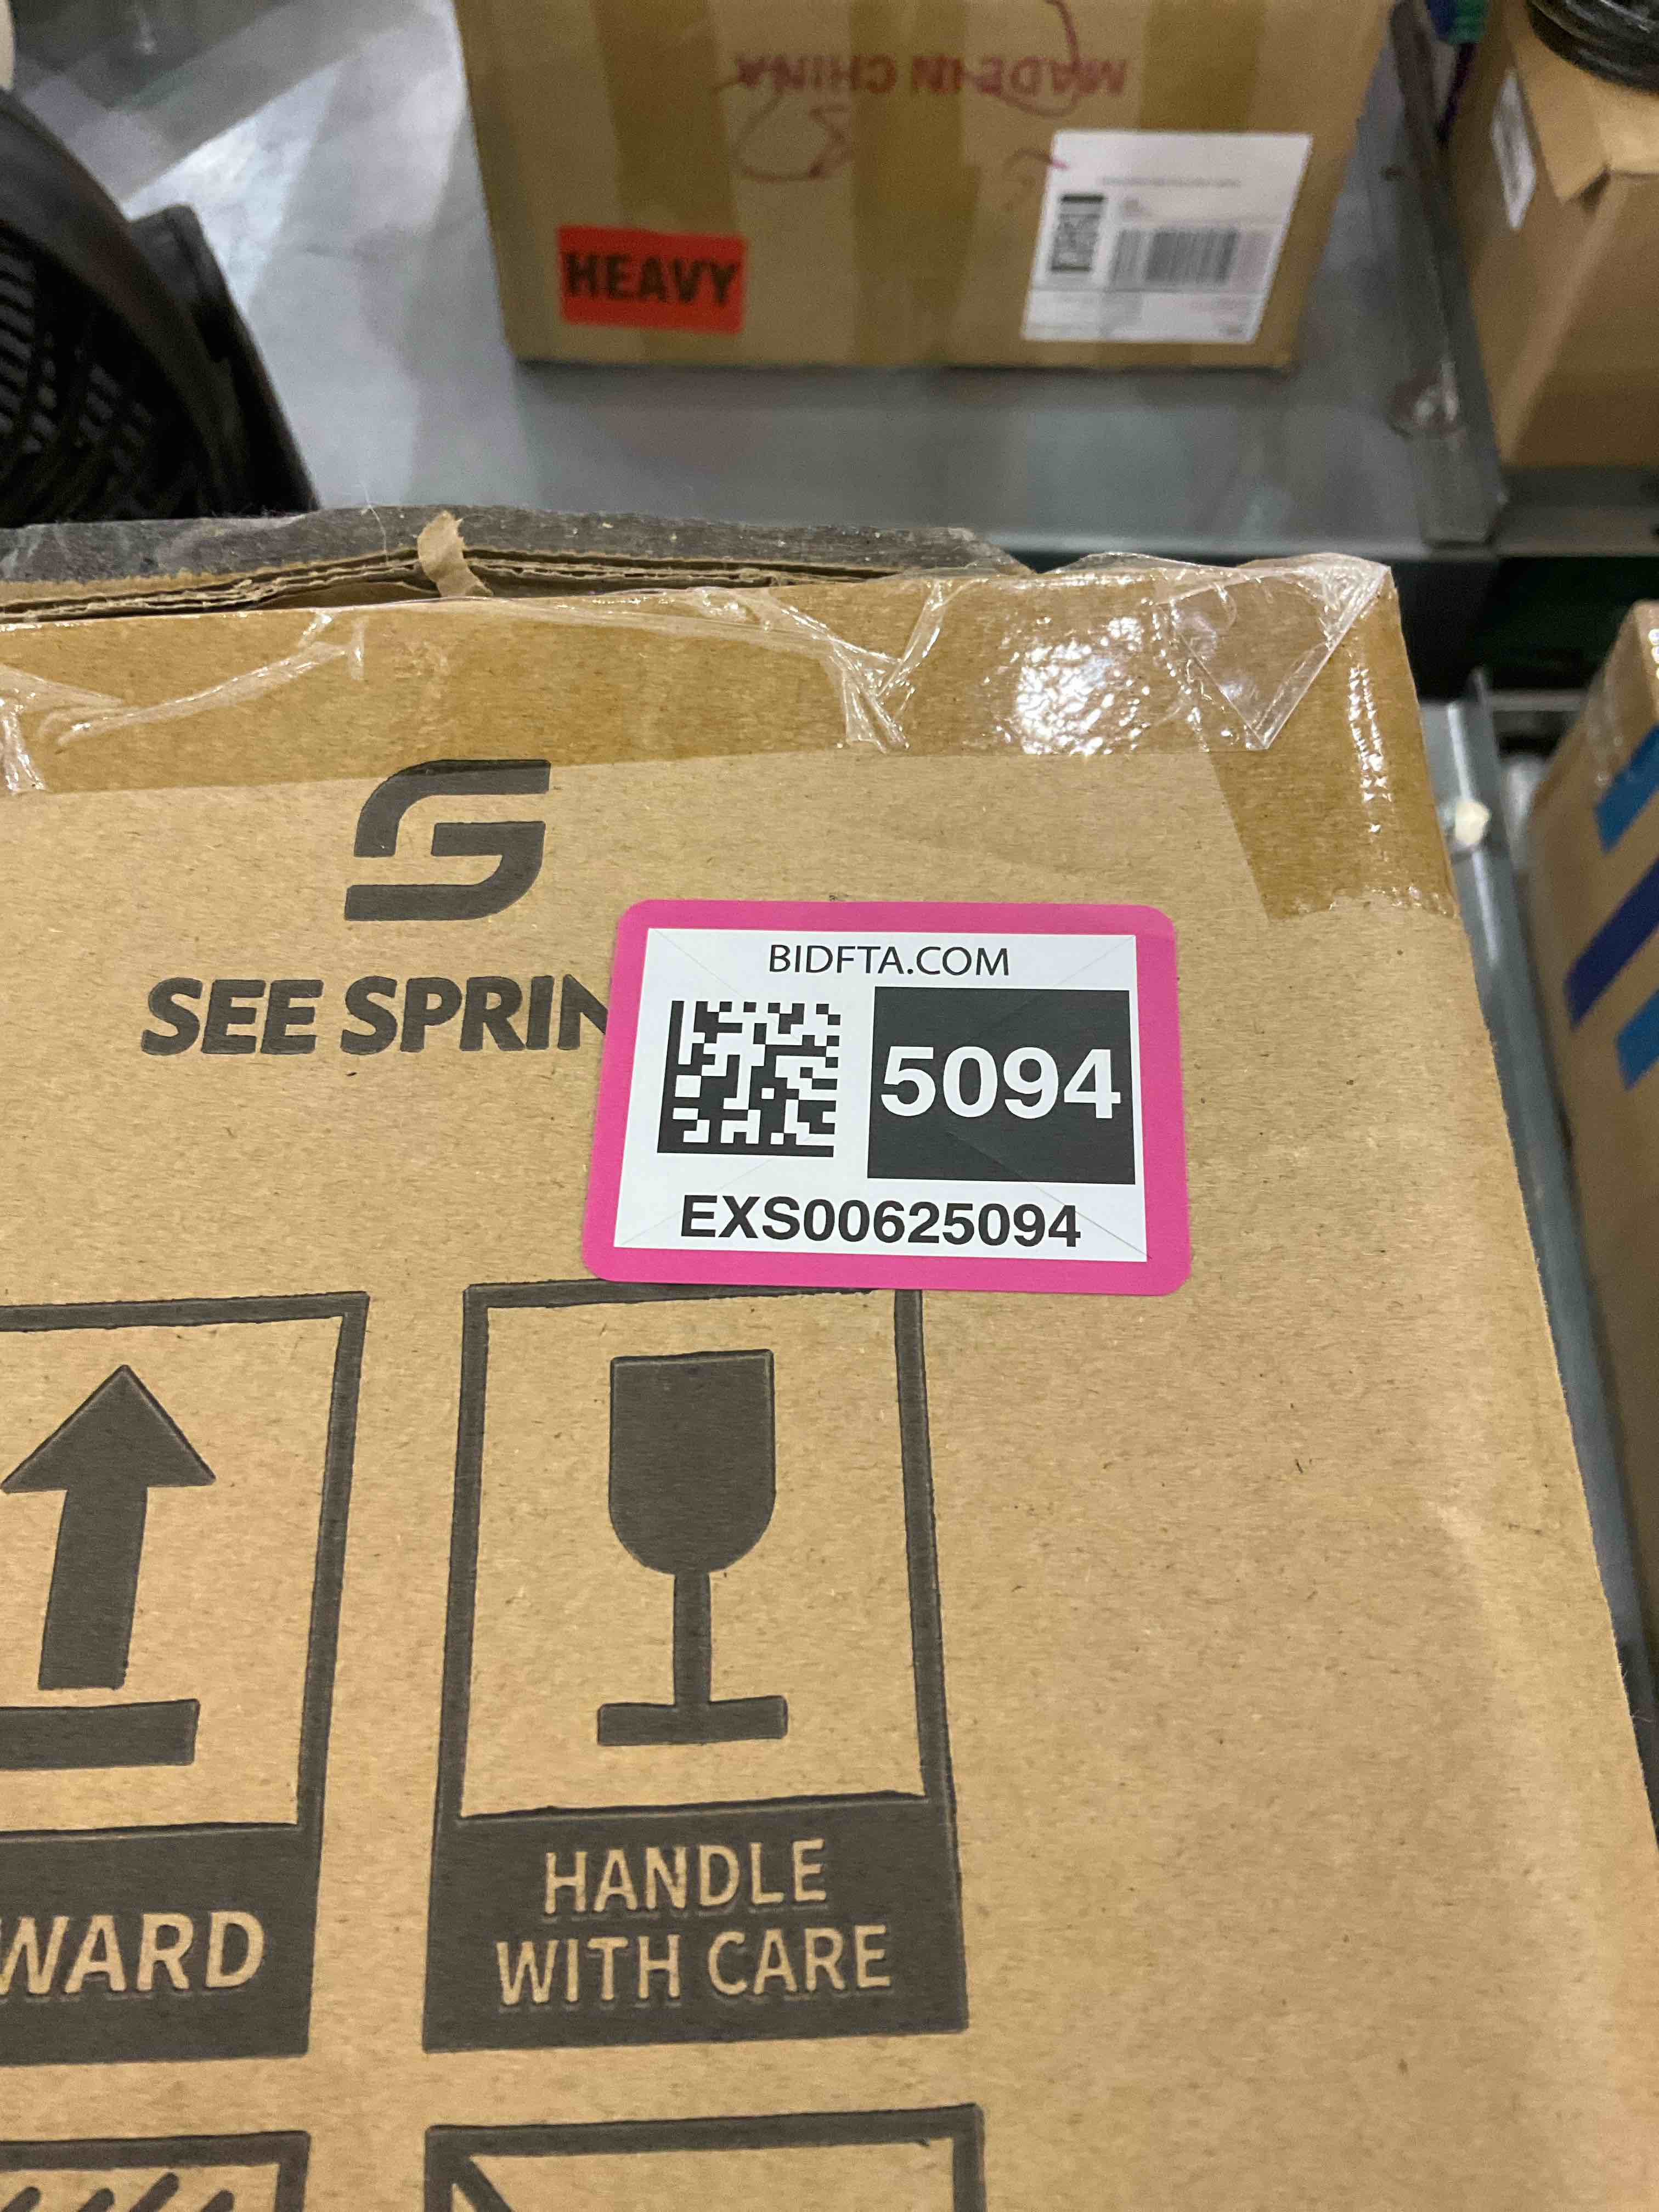 MADE IN CHINA
HEAVY
SEE SPRIN
BIDFTA.COM
5094
EXS00625094
WARD
HANDLE
WITH CARE